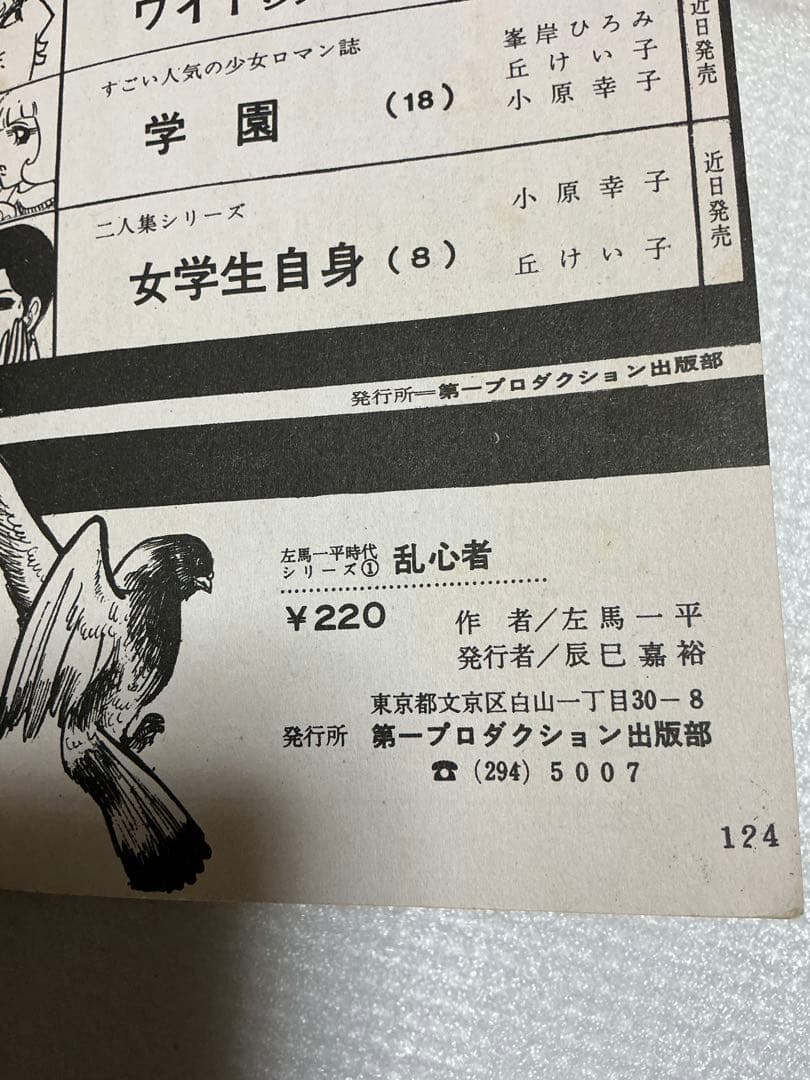 すごい人気の少女ロマン誌
学園 (18)
峯岸ひろみ
丘けい子
小原幸子
近日発売
二人集シリーズ
女学生自身 (8)
小原幸子
丘けい子
近日発売
発行所=第一プロダクション出版部
左馬一平時代
シリーズ① 乱心者
¥220
作者/左馬一平
発行者/辰巳嘉裕
東京都文京区白山一丁目30-8
発行所 第一プロダクション出版部
☎ (294) 5007
124